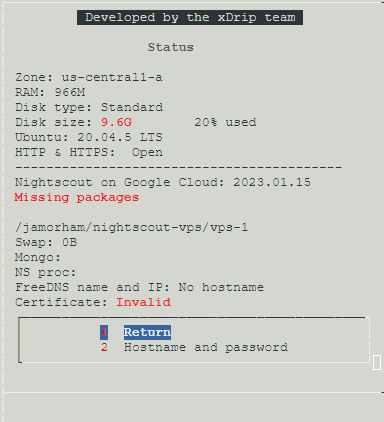 Developed by the xDrip team
Status
Zone: us-central1-a
RAM: 966M
Disk type: Standard
Disk size: 9.6G 20% used
Ubuntu: 20.04.5 LTS
HTTP & HTTPS: Open
----------------------------------------
Nightscout on Google Cloud: 2023.01.15
Missing packages
/jamorham/nightscout-vps/vps-1
Swap: 0B
Mongo:
NS proc:
FreeDNS name and IP: No hostname
Certificate: Invalid
1 Return
2 Hostname and password